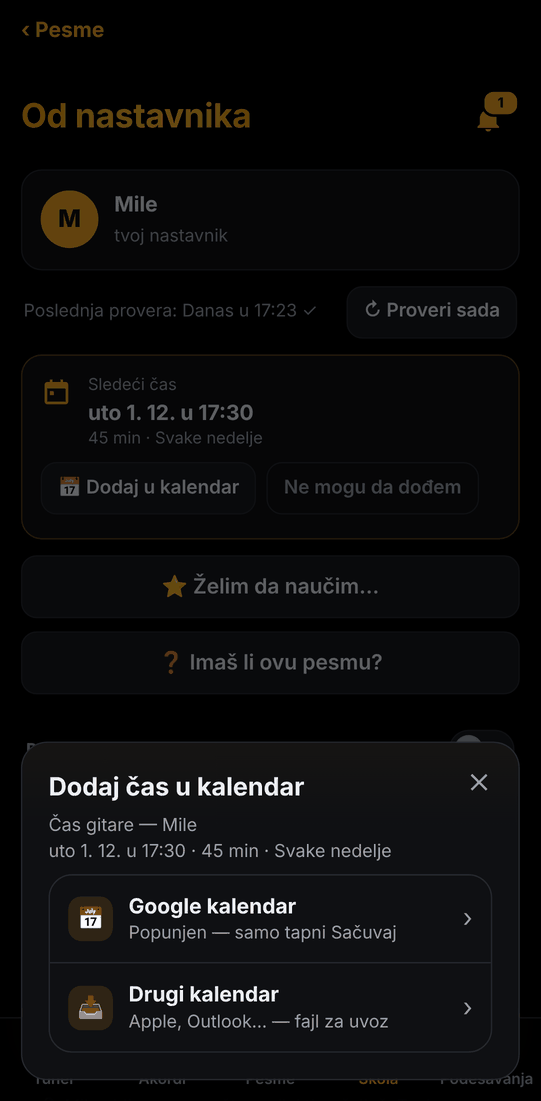 ‹ Pesme
Od nastavnika
1
M
Mile
tvoj nastavnik
Poslednja provera: Danas u 17:23 ✓
↻ Proveri sada
Sledeći čas
uto 1. 12. u 17:30
45 min · Svake nedelje
📅 Dodaj u kalendar
Ne mogu da dođem
⭐ Želim da naučim…
❓ Imaš li ovu pesmu?
Dodaj čas u kalendar
Čas gitare — Mile
uto 1. 12. u 17:30 · 45 min · Svake nedelje
Google kalendar
Popunjen — samo tapni Sačuvaj
Drugi kalendar
Apple, Outlook… — fajl za uvoz
Tuner
Akordi
Pesme
Škola
Podešavanja